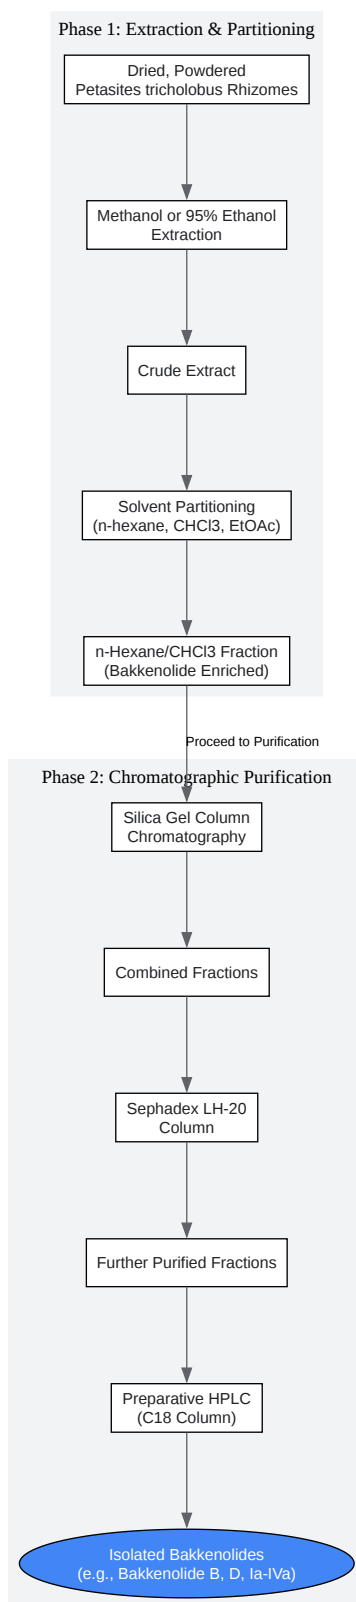 Phase 1: Extraction & Partitioning
Dried, Powdered
Petasites tricholobus Rhizomes
Methanol or 95% Ethanol
Extraction
Crude Extract
Solvent Partitioning
(n-hexane, CHCl3, EtOAc)
n-Hexane/CHCl3 Fraction
(Bakkenolide Enriched)
Proceed to Purification
Phase 2: Chromatographic Purification
Silica Gel Column
Chromatography
Combined Fractions
Sephadex LH-20
Column
Further Purified Fractions
Preparative HPLC
(C18 Column)
Isolated Bakkenolides
(e.g., Bakkenolide B, D, Ia-IVa)